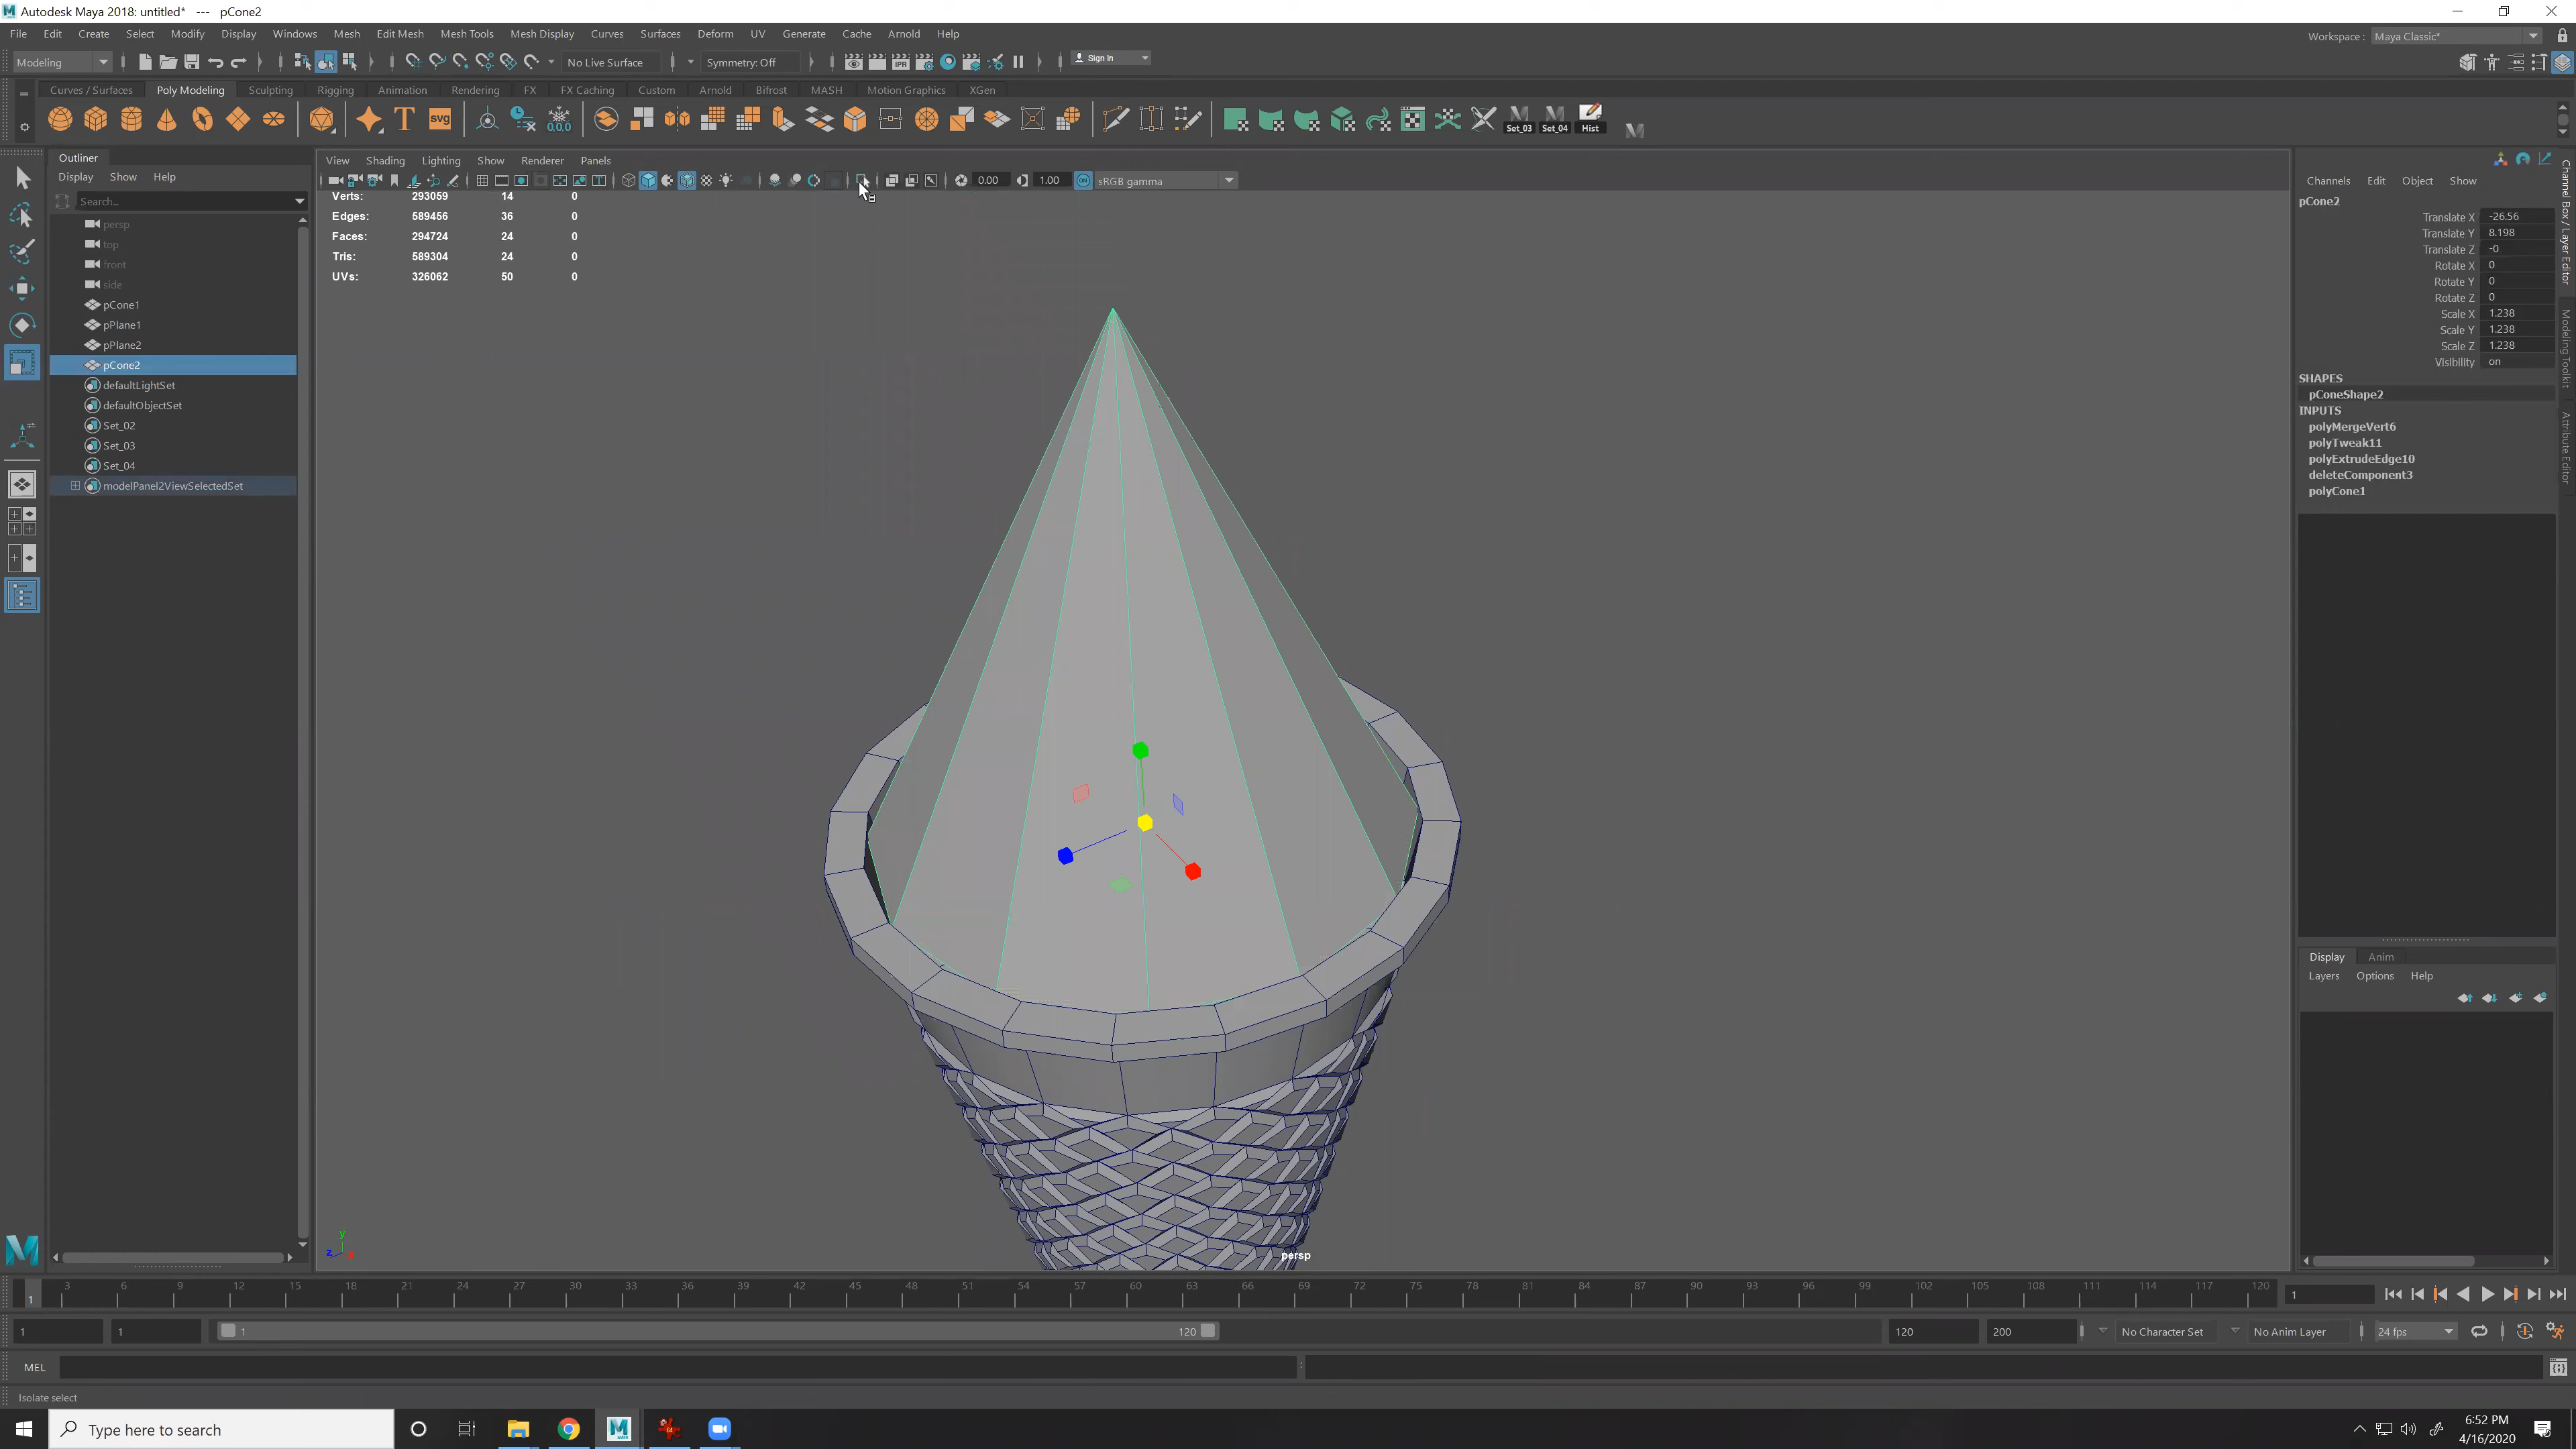 Autodesk Maya 2018: untitled* --- pCone2
File Edit Create Select Modify Display Windows Mesh Edit Mesh Mesh Tools Mesh Display Curves Surfaces Deform UV Generate Cache Arnold Help
Workspace : Maya Classic*
Modeling No Live Surface Symmetry: Off Sign In
Curves / Surfaces Poly Modeling Sculpting Rigging Animation Rendering FX FX Caching Custom Arnold Bifrost MASH Motion Graphics XGen
Set_03 Set_04 Hist
Outliner
Display Show Help
Search...
persp
top
front
side
pCone1
pPlane1
pPlane2
pCone2
defaultLightSet
defaultObjectSet
Set_02
Set_03
Set_04
modelPanel2ViewSelectedSet
View Shading Lighting Show Renderer Panels
0.00 1.00 sRGB gamma
Verts: 293059 14 0
Edges: 589456 36 0
Faces: 294724 24 0
Tris: 589304 24 0
UVs: 326062 50 0
y
z
persp
Channels Edit Object Show
pCone2
Translate X -26.56
Translate Y 8.198
Translate Z -0
Rotate X 0
Rotate Y 0
Rotate Z 0
Scale X 1.238
Scale Y 1.238
Scale Z 1.238
Visibility on
SHAPES
pConeShape2
INPUTS
polyMergeVert6
polyTweak11
polyExtrudeEdge10
deleteComponent3
polyCone1
Channel Box / Layer Editor
Modeling Toolkit
Attribute Editor
Display Anim
Layers Options Help
1 3 6 9 12 15 18 21 24 27 30 33 36 39 42 45 48 51 54 57 60 63 66 69 72 75 78 81 84 87 90 93 96 99 102 105 108 111 114 117 120 1
1 1 1 120 120 200 No Character Set No Anim Layer 24 fps
MEL
Isolate select
Type here to search
6:52 PM
4/16/2020